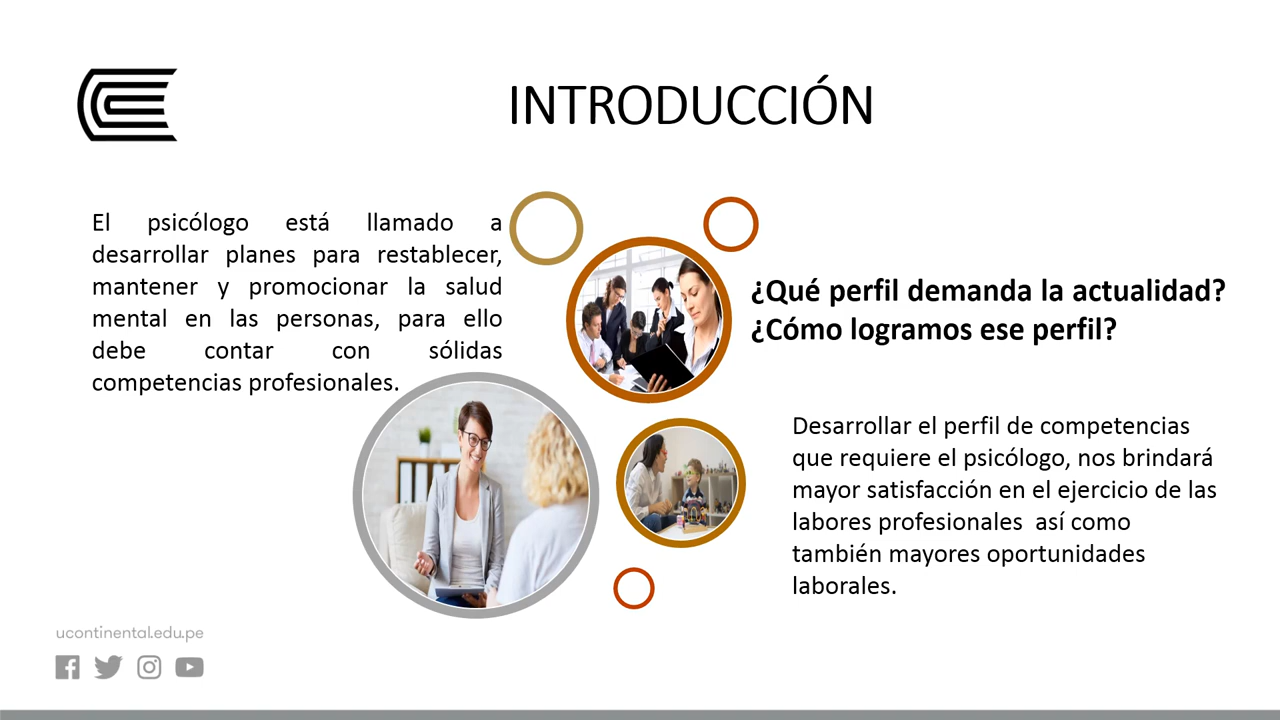 INTRODUCCIÓN
El psicólogo está llamado a
desarrollar planes para restablecer,
mantener y promocionar la salud
mental en las personas, para ello
debe contar con sólidas
competencias profesionales.
¿Qué perfil demanda la actualidad?
¿Cómo logramos ese perfil?
Desarrollar el perfil de competencias
que requiere el psicólogo, nos brindará
mayor satisfacción en el ejercicio de las
labores profesionales así como
también mayores oportunidades
laborales.
ucontinental.edu.pe